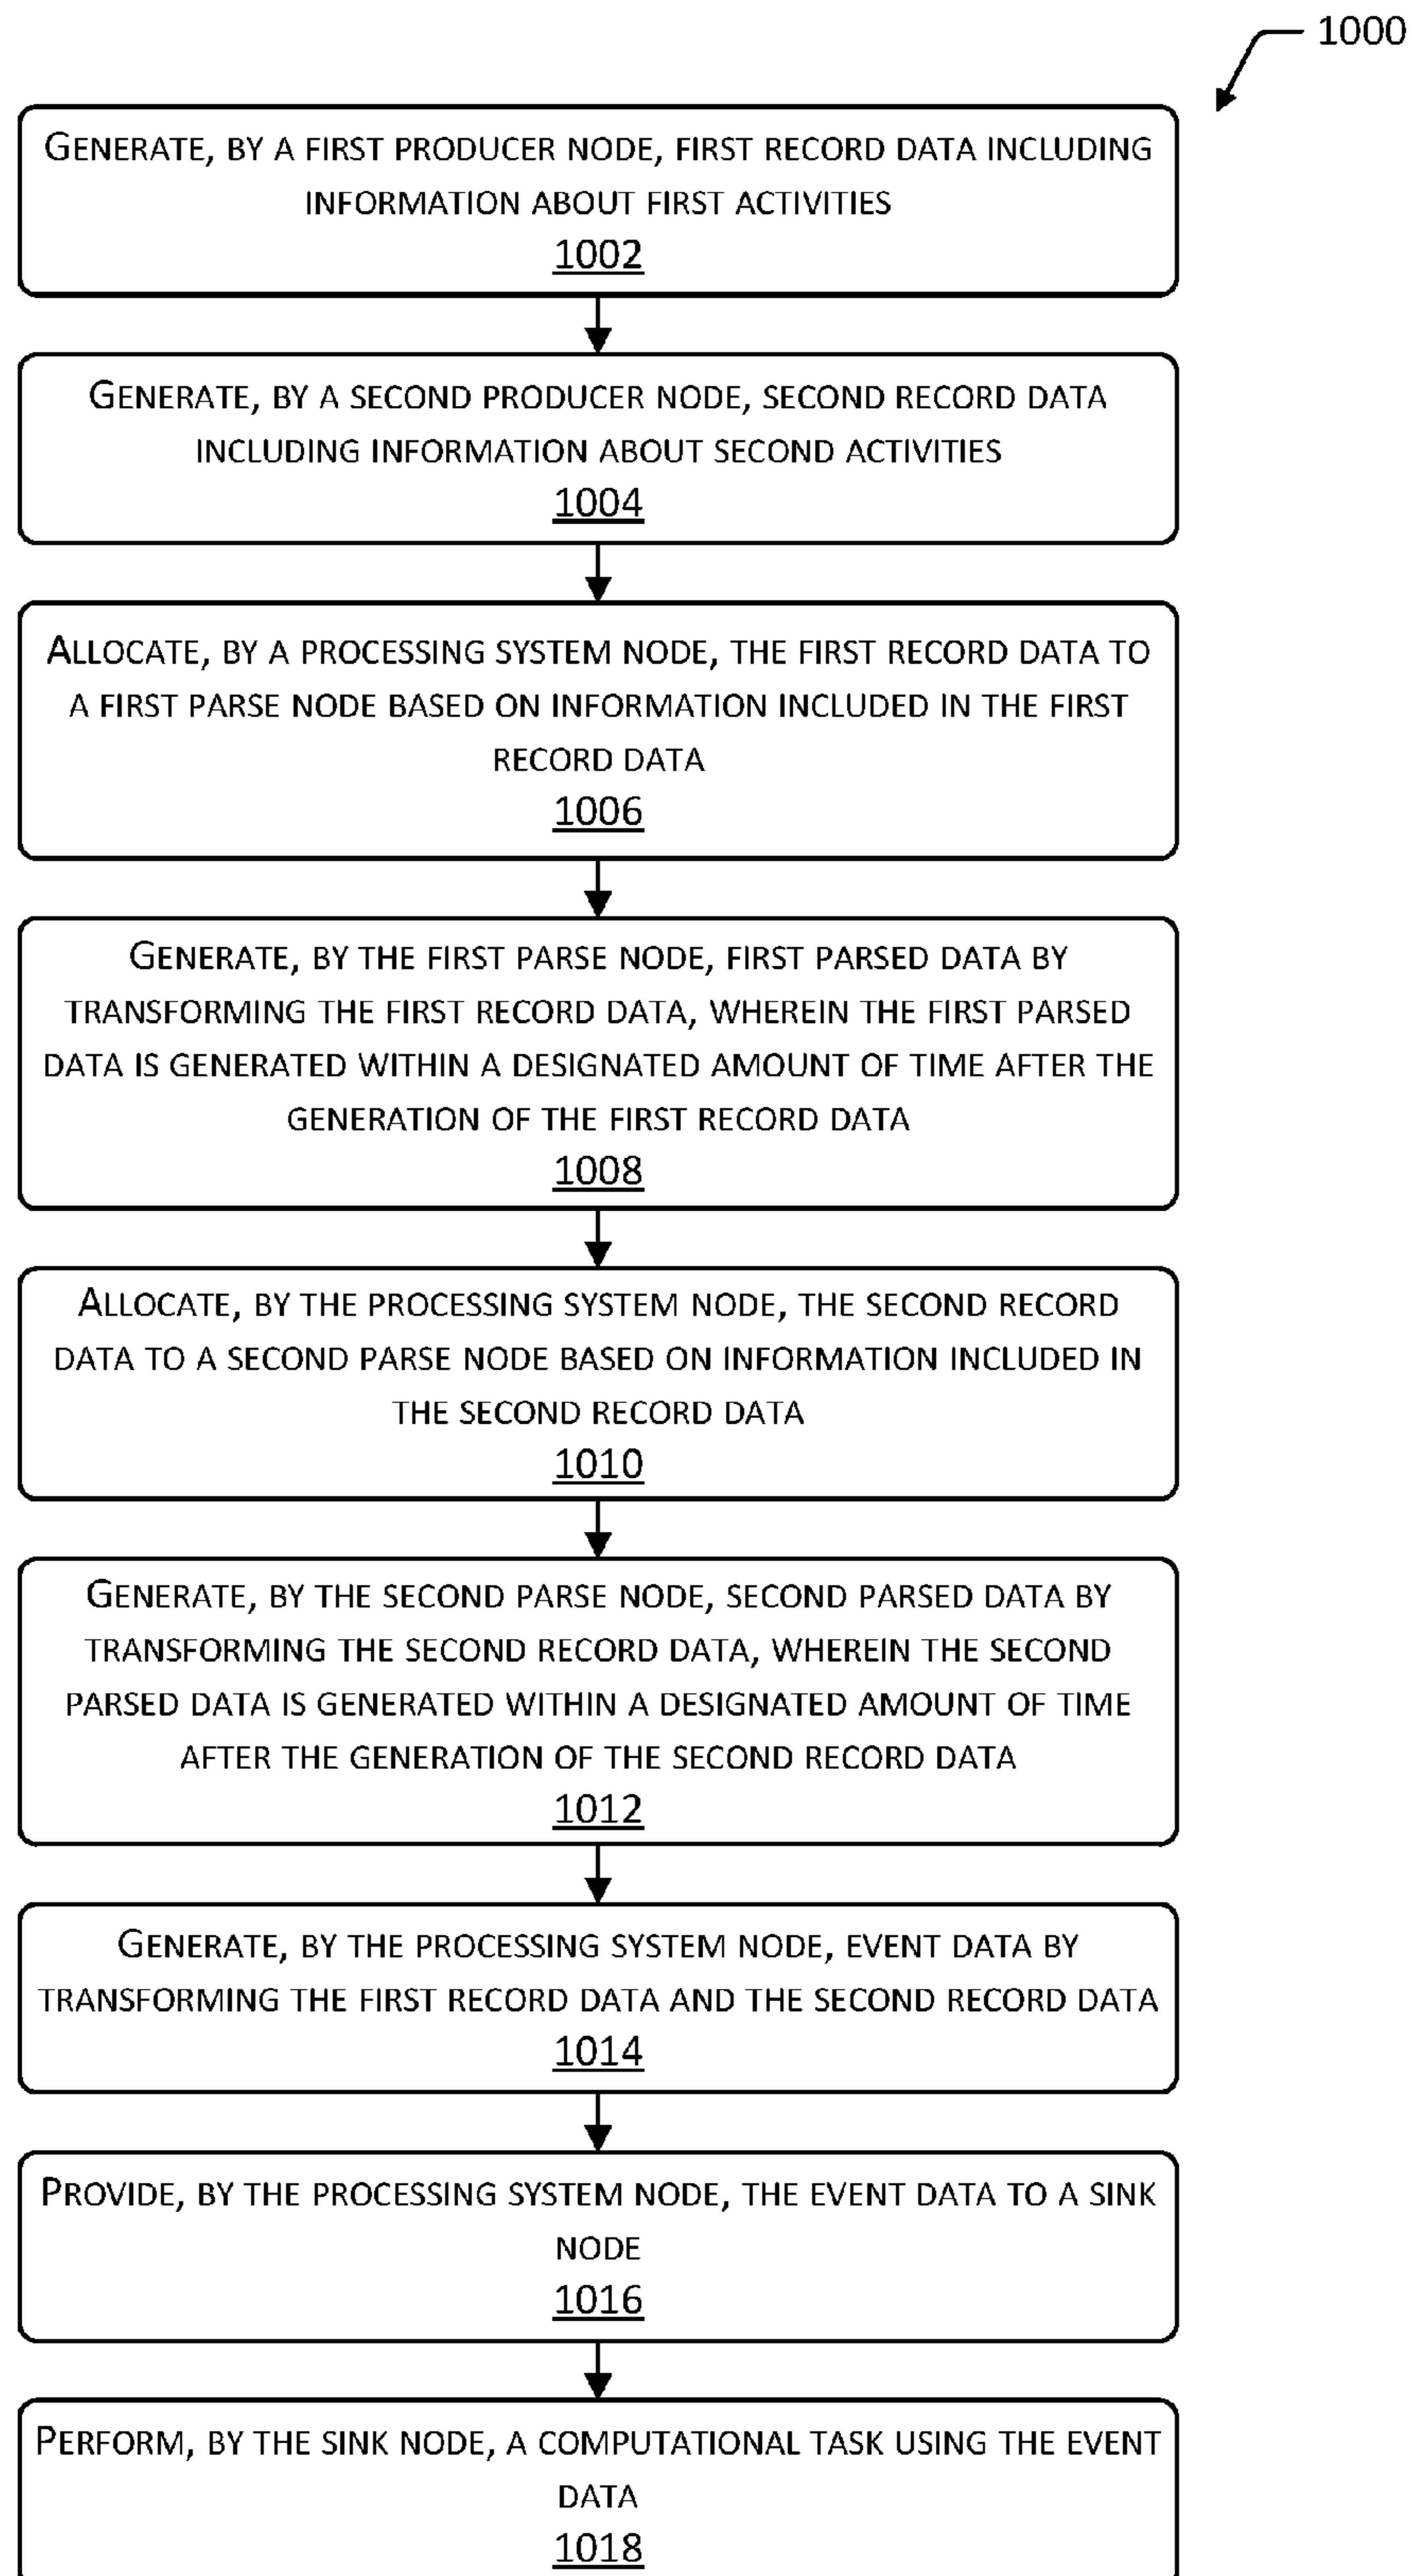 1000
GENERATE, BY A FIRST PRODUCER NODE, FIRST RECORD DATA INCLUDING
INFORMATION ABOUT FIRST ACTIVITIES
1002
GENERATE, BY A SECOND PRODUCER NODE, SECOND RECORD DATA
INCLUDING INFORMATION ABOUT SECOND ACTIVITIES
1004
ALLOCATE, BY A PROCESSING SYSTEM NODE, THE FIRST RECORD DATA TO
A FIRST PARSE NODE BASED ON INFORMATION INCLUDED IN THE FIRST
RECORD DATA
1006
GENERATE, BY THE FIRST PARSE NODE, FIRST PARSED DATA BY
TRANSFORMING THE FIRST RECORD DATA, WHEREIN THE FIRST PARSED
DATA IS GENERATED WITHIN A DESIGNATED AMOUNT OF TIME AFTER THE
GENERATION OF THE FIRST RECORD DATA
1008
ALLOCATE, BY THE PROCESSING SYSTEM NODE, THE SECOND RECORD
DATA TO A SECOND PARSE NODE BASED ON INFORMATION INCLUDED IN
THE SECOND RECORD DATA
1010
GENERATE, BY THE SECOND PARSE NODE, SECOND PARSED DATA BY
TRANSFORMING THE SECOND RECORD DATA, WHEREIN THE SECOND
PARSED DATA IS GENERATED WITHIN A DESIGNATED AMOUNT OF TIME
AFTER THE GENERATION OF THE SECOND RECORD DATA
1012
GENERATE, BY THE PROCESSING SYSTEM NODE, EVENT DATA BY
TRANSFORMING THE FIRST RECORD DATA AND THE SECOND RECORD DATA
1014
PROVIDE, BY THE PROCESSING SYSTEM NODE, THE EVENT DATA TO A SINK
NODE
1016
PERFORM, BY THE SINK NODE, A COMPUTATIONAL TASK USING THE EVENT
DATA
1018